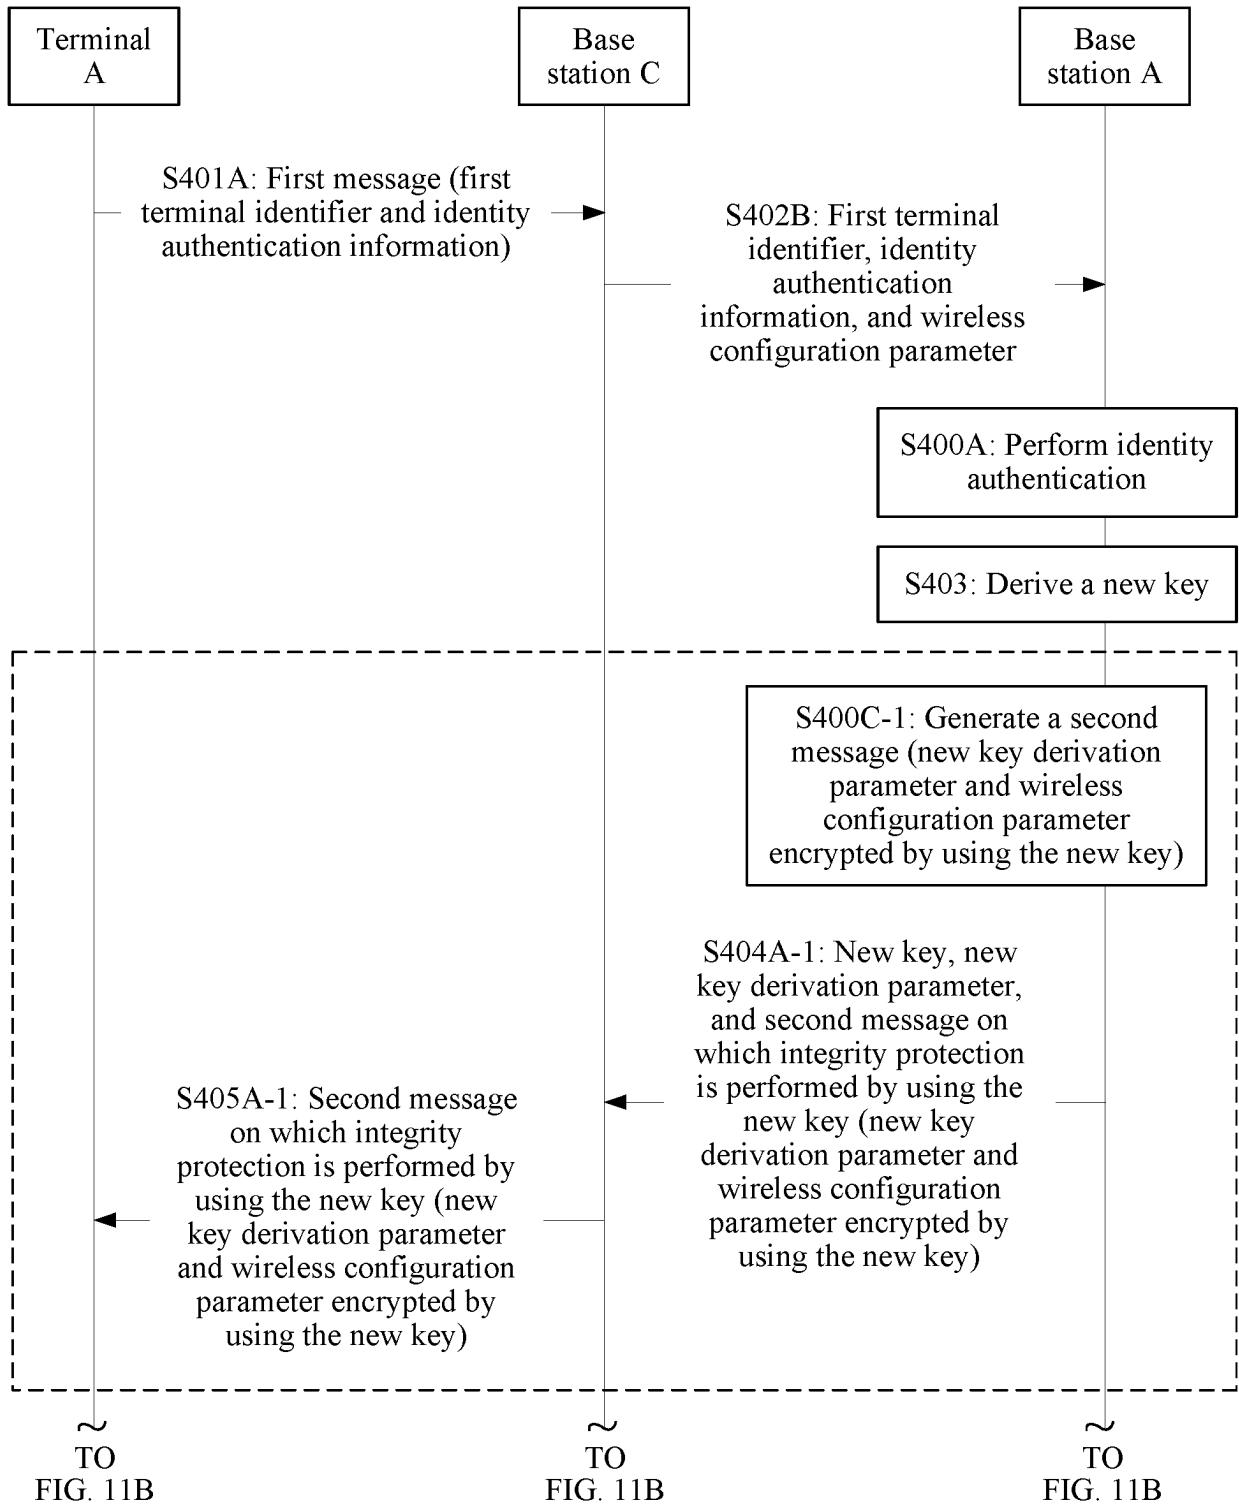 Terminal
A
Base
station C
Base
station A
S401A: First message (first
terminal identifier and identity
authentication information)
S402B: First terminal
identifier, identity
authentication
information, and wireless
configuration parameter
S400A: Perform identity
authentication
S403: Derive a new key
S400C-1: Generate a second
message (new key derivation
parameter and wireless
configuration parameter
encrypted by using the new key)
S404A-1: New key, new
key derivation parameter,
and second message on
which integrity protection
is performed by using the
new key (new key
derivation parameter and
wireless configuration
parameter encrypted by
using the new key)
S405A-1: Second message
on which integrity
protection is performed by
using the new key (new
key derivation parameter
and wireless configuration
parameter encrypted by
using the new key)
TO
FIG. 11B
TO
FIG. 11B
TO
FIG. 11B